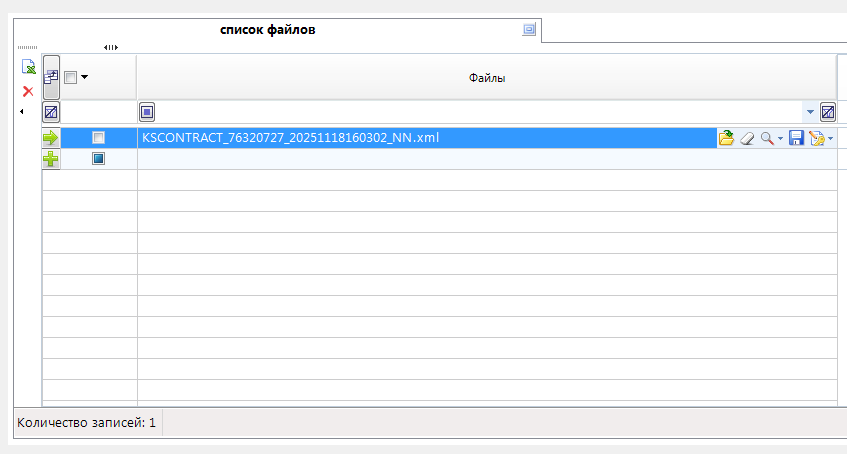 список файлов
Файлы
KSCONTRACT_76320727_20251118160302_NN.xml
Количество записей: 1